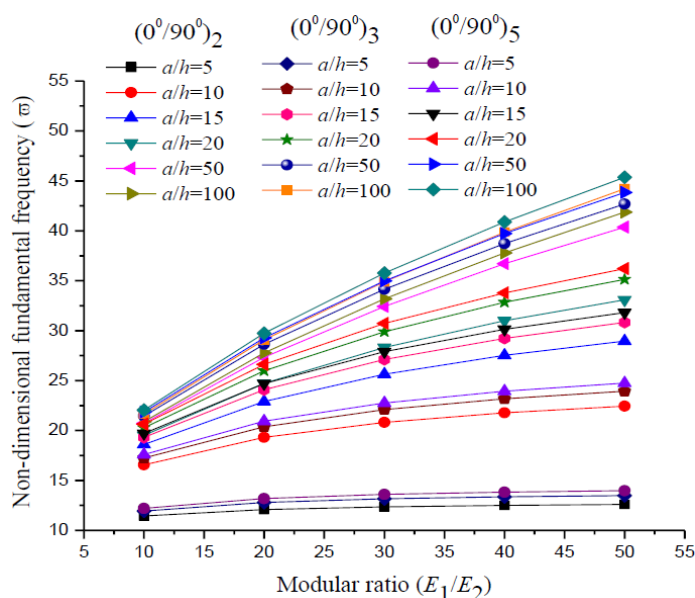 (0⁰/90⁰)₂ (0⁰/90⁰)₃ (0⁰/90⁰)₅
a/h=5 a/h=5 a/h=5
a/h=10 a/h=10 a/h=10
a/h=15 a/h=15 a/h=15
a/h=20 a/h=20 a/h=20
a/h=50 a/h=50 a/h=50
a/h=100 a/h=100 a/h=100
Non-dimensional fundamental frequency (ϖ)
55
50
45
40
35
30
25
20
15
10
5 10 15 20 25 30 35 40 45 50 55
Modular ratio (E₁/E₂)